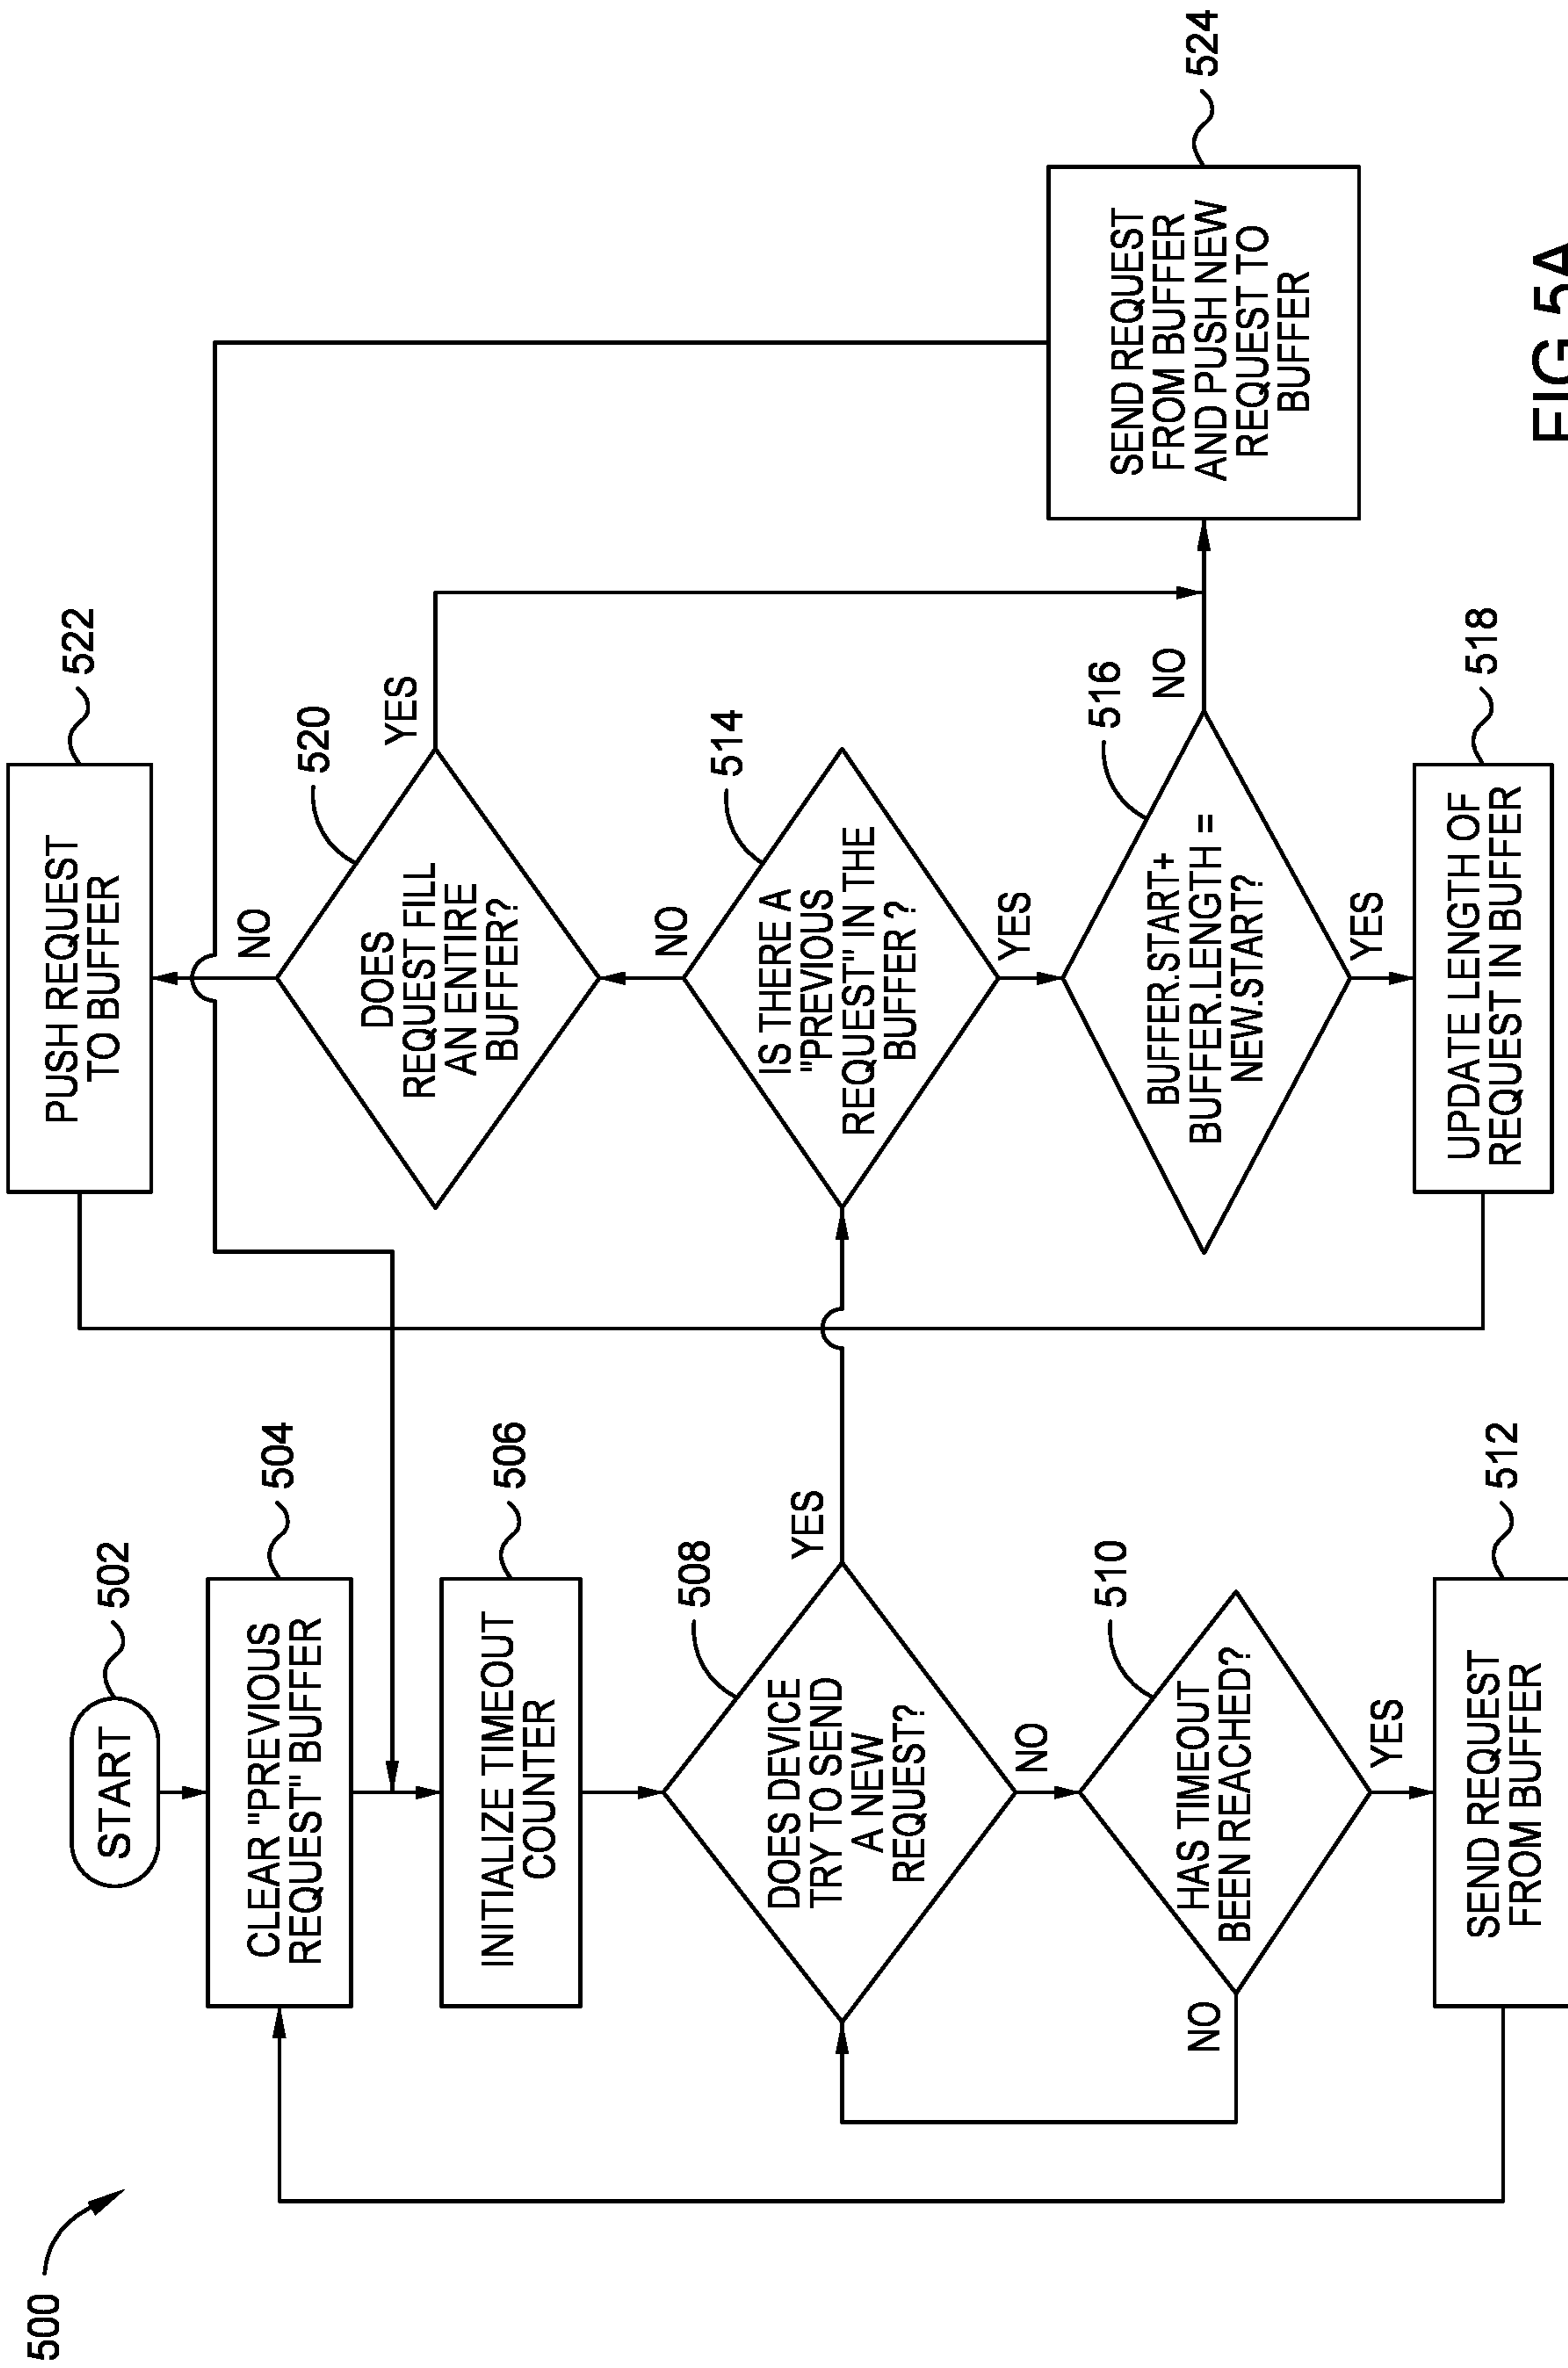 500
START
502
CLEAR "PREVIOUS
REQUEST" BUFFER
504
INITIALIZE TIMEOUT
COUNTER
506
DOES DEVICE
TRY TO SEND
A NEW
REQUEST?
508
YES
NO
HAS TIMEOUT
BEEN REACHED?
510
NO
YES
SEND REQUEST
FROM BUFFER
512
PUSH REQUEST
TO BUFFER
522
NO
DOES
REQUEST FILL
AN ENTIRE
BUFFER?
520
YES
NO
IS THERE A
"PREVIOUS
REQUEST" IN THE
BUFFER ?
514
YES
BUFFER.START+
BUFFER.LENGTH =
NEW.START?
516
NO
YES
UPDATE LENGTH OF
REQUEST IN BUFFER
518
SEND REQUEST
FROM BUFFER
AND PUSH NEW
REQUEST TO
BUFFER
524
FIG.5A